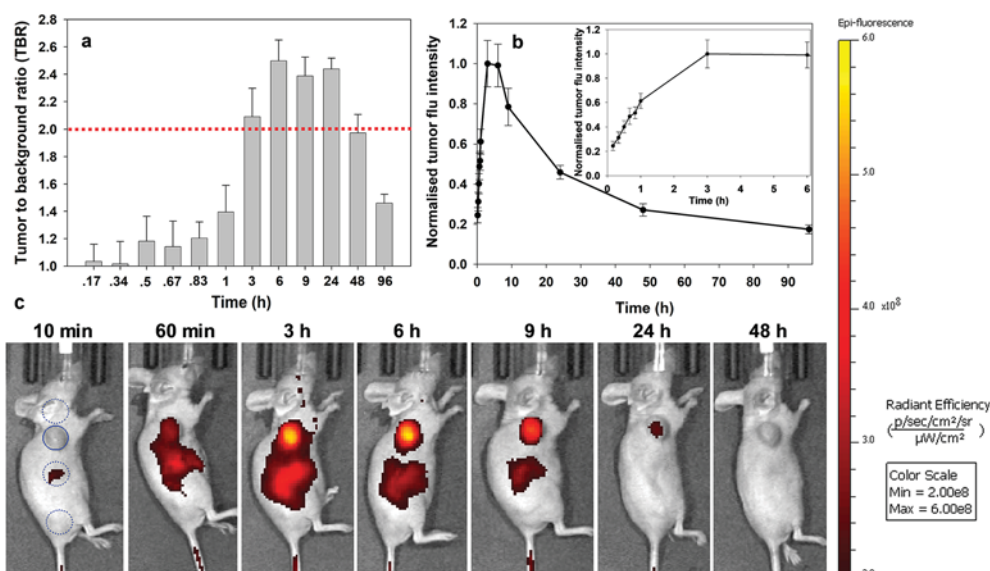 a
Tumor to background ratio (TBR)
2.8
2.6
2.4
2.2
2.0
1.8
1.6
1.4
1.2
1.0
.17 .34 .5 .67 .83 1 3 6 9 24 48 96
Time (h)
b
Normalised tumor flu intensity
1.2
1.0
0.8
0.6
0.4
0.2
0.0
0 10 20 30 40 50 60 70 80 90
Time (h)
Normalised tumor flu intensity
1.2
1.0
0.8
0.6
0.4
0.2
0.0
0 1 2 3 4 5 6
Time (h)
c
10 min 60 min 3 h 6 h 9 h 24 h 48 h
Epi-fluorescence
6.0
5.0
4.0 x10⁸
3.0
Radiant Efficiency
(p/sec/cm²/sr
µW/cm²)
Color Scale
Min = 2.00e8
Max = 6.00e8